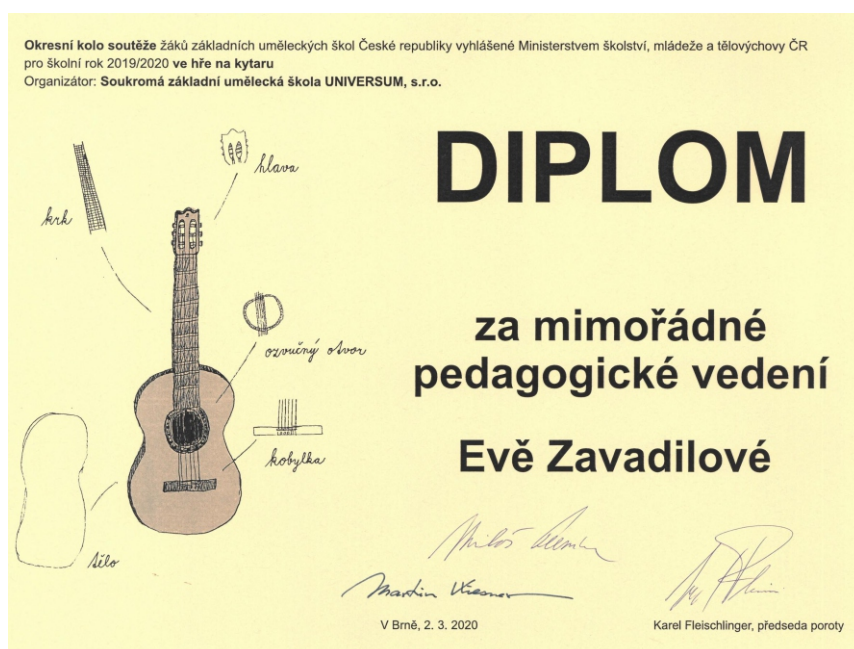 Okresní kolo soutěže žáků základních uměleckých škol České republiky vyhlášené Ministerstvem školství, mládeže a tělovýchovy ČR
pro školní rok 2019/2020 ve hře na kytaru
Organizátor: Soukromá základní umělecká škola UNIVERSUM, s.r.o.
DIPLOM
hlava
krk
ozvučný otvor
kobylka
tělo
za mimořádné
pedagogické vedení
Evě Zavadilové
Miloš
Martin
V Brně, 2. 3. 2020
Karel Fleischlinger, předseda poroty